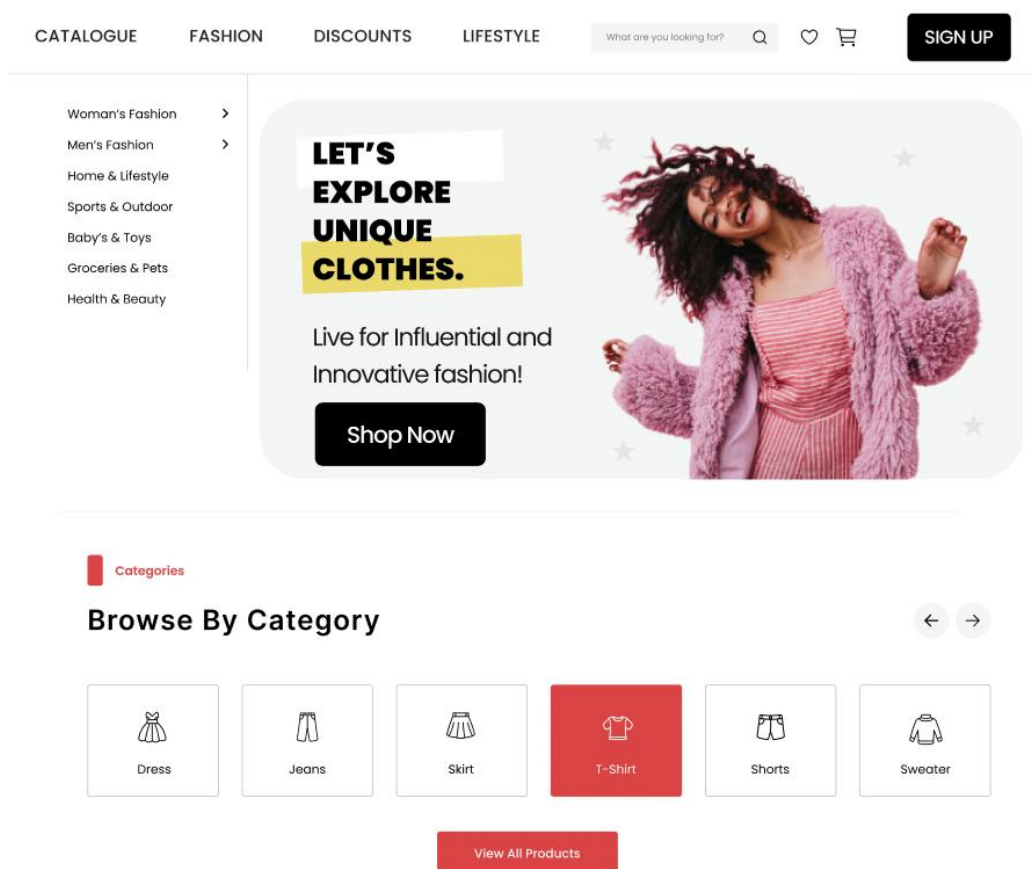 CATALOGUE FASHION DISCOUNTS LIFESTYLE What are you looking for? SIGN UP
Woman's Fashion
Men's Fashion
Home & Lifestyle
Sports & Outdoor
Baby's & Toys
Groceries & Pets
Health & Beauty
LET'S
EXPLORE
UNIQUE
CLOTHES.
Live for Influential and
Innovative fashion!
Shop Now
Categories
Browse By Category
Dress Jeans Skirt T-Shirt Shorts Sweater
View All Products